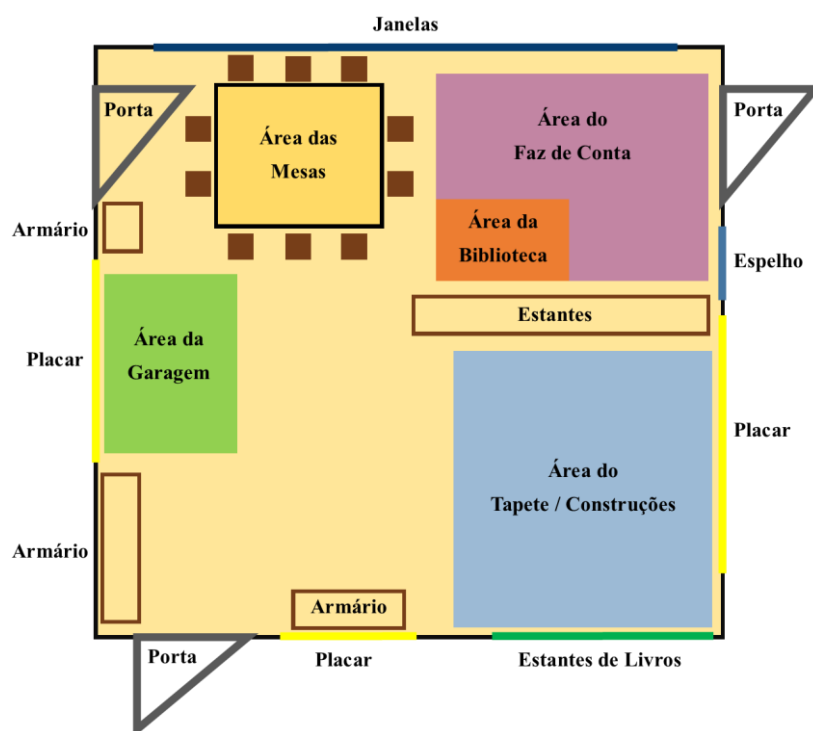 Janelas
Porta
Área das
Mesas
Área do
Faz de Conta
Porta
Armário
Área da
Biblioteca
Espelho
Estantes
Área da
Garagem
Placar
Placar
Área do
Tapete / Construções
Armário
Armário
Porta
Placar
Estantes de Livros